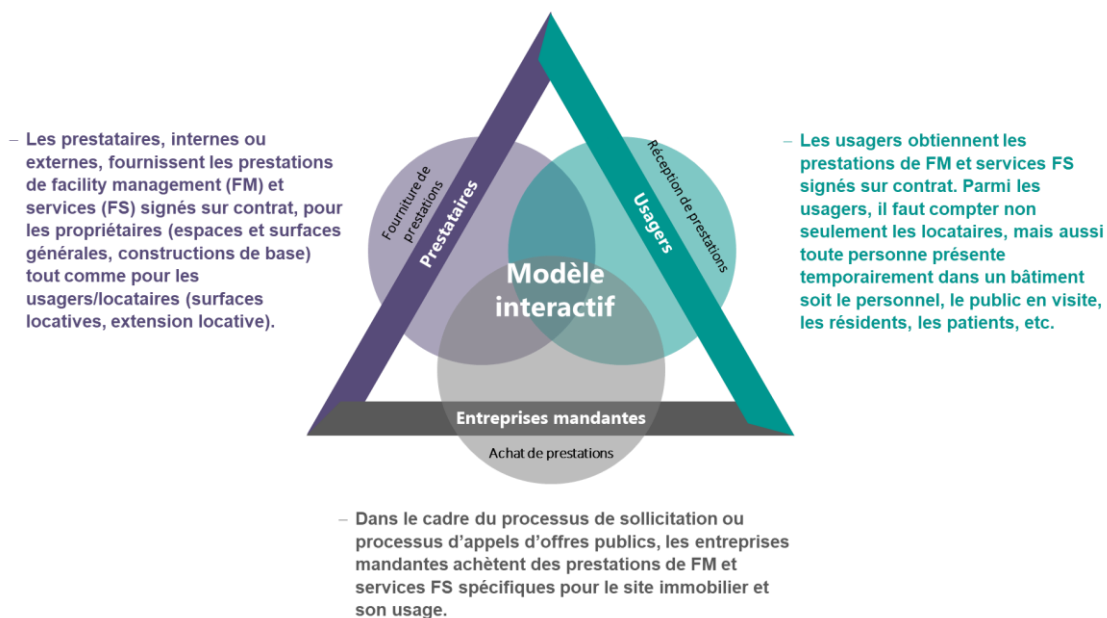 – Les prestataires, internes ou
externes, fournissent les prestations
de facility management (FM) et
services (FS) signés sur contrat, pour
les propriétaires (espaces et surfaces
générales, constructions de base)
tout comme pour les
usagers/locataires (surfaces
locatives, extension locative).
Fourniture de
prestations
Prestataires
Modèle
interactif
Usagers
Réception de prestations
– Les usagers obtiennent les
prestations de FM et services FS
signés sur contrat. Parmi les
usagers, il faut compter non
seulement les locataires, mais aussi
toute personne présente
temporairement dans un bâtiment
soit le personnel, le public en visite,
les résidents, les patients, etc.
Entreprises mandantes
Achat de prestations
– Dans le cadre du processus de sollicitation ou
processus d'appels d'offres publics, les entreprises
mandantes achètent des prestations de FM et
services FS spécifiques pour le site immobilier et
son usage.